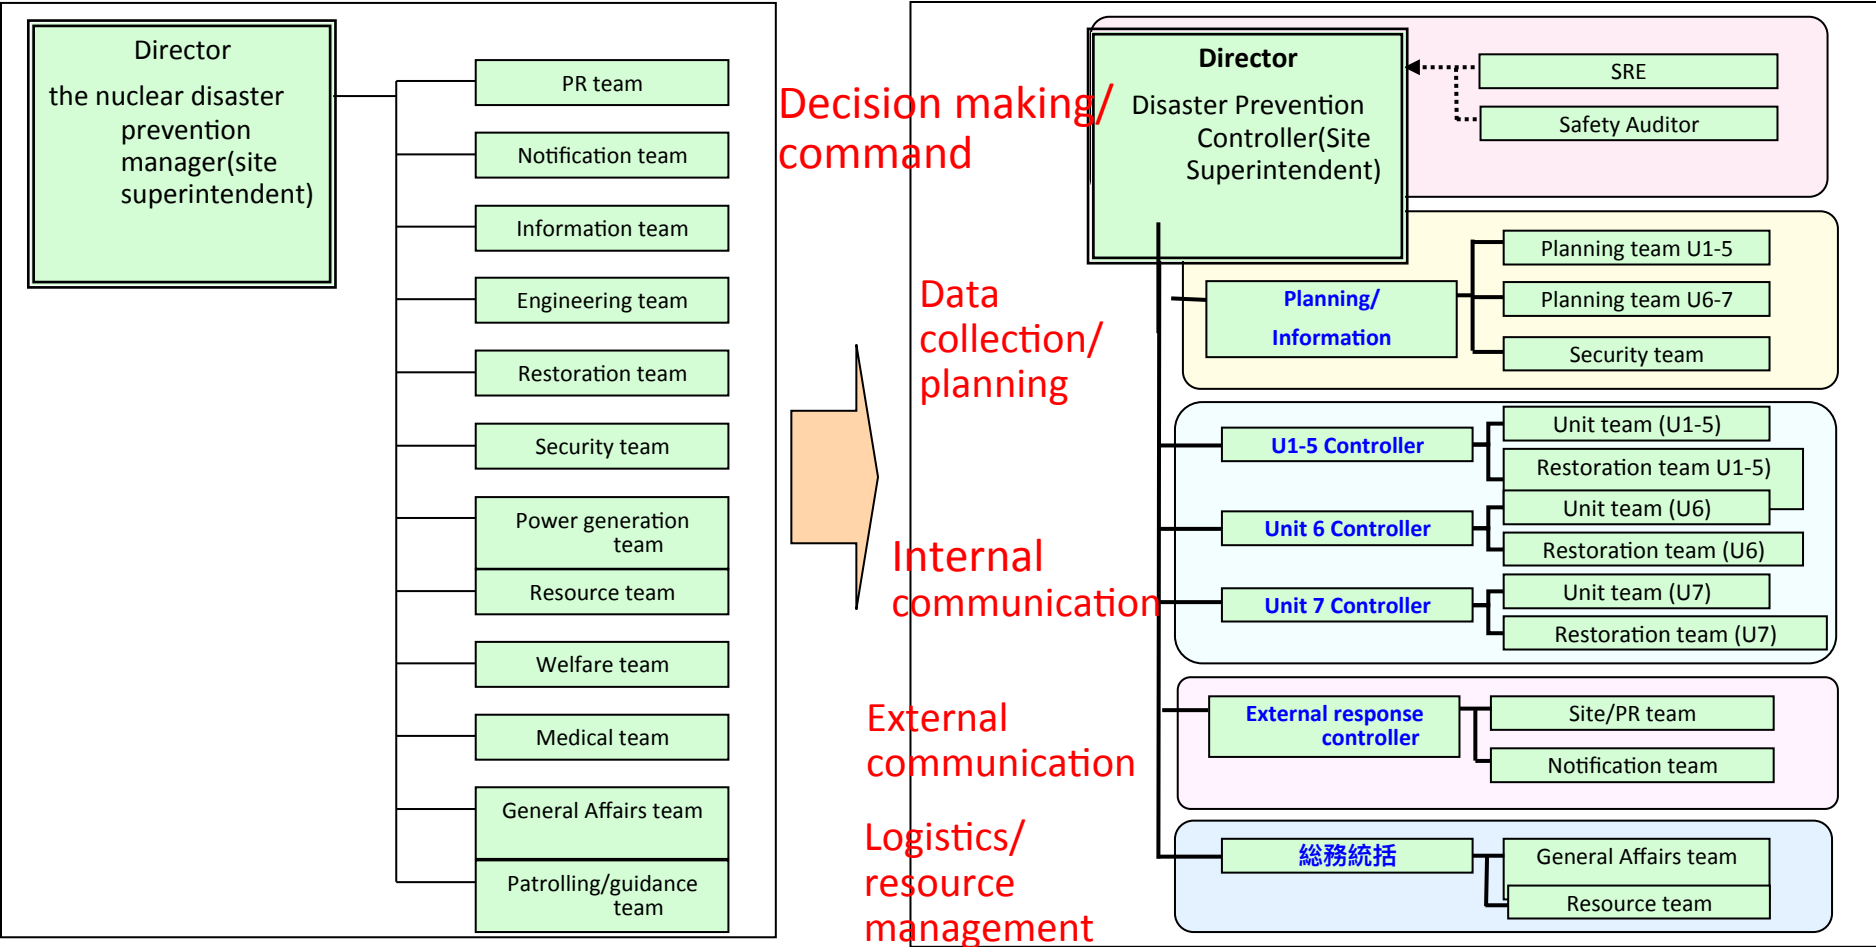 Director
the nuclear disaster
prevention
manager(site
superintendent)
PR team
Notification team
Information team
Engineering team
Restoration team
Security team
Power generation
team
Resource team
Welfare team
Medical team
General Affairs team
Patrolling/guidance
team
Decision making/
command
Data
collection/
planning
Internal
communication
External
communication
Logistics/
resource
management
Director
Disaster Prevention
Controller(Site
Superintendent)
SRE
Safety Auditor
Planning/
Information
Planning team U1-5
Planning team U6-7
Security team
U1-5 Controller
Unit team (U1-5)
Restoration team U1-5)
Unit 6 Controller
Unit team (U6)
Restoration team (U6)
Unit 7 Controller
Unit team (U7)
Restoration team (U7)
External response
controller
Site/PR team
Notification team
総務統括
General Affairs team
Resource team